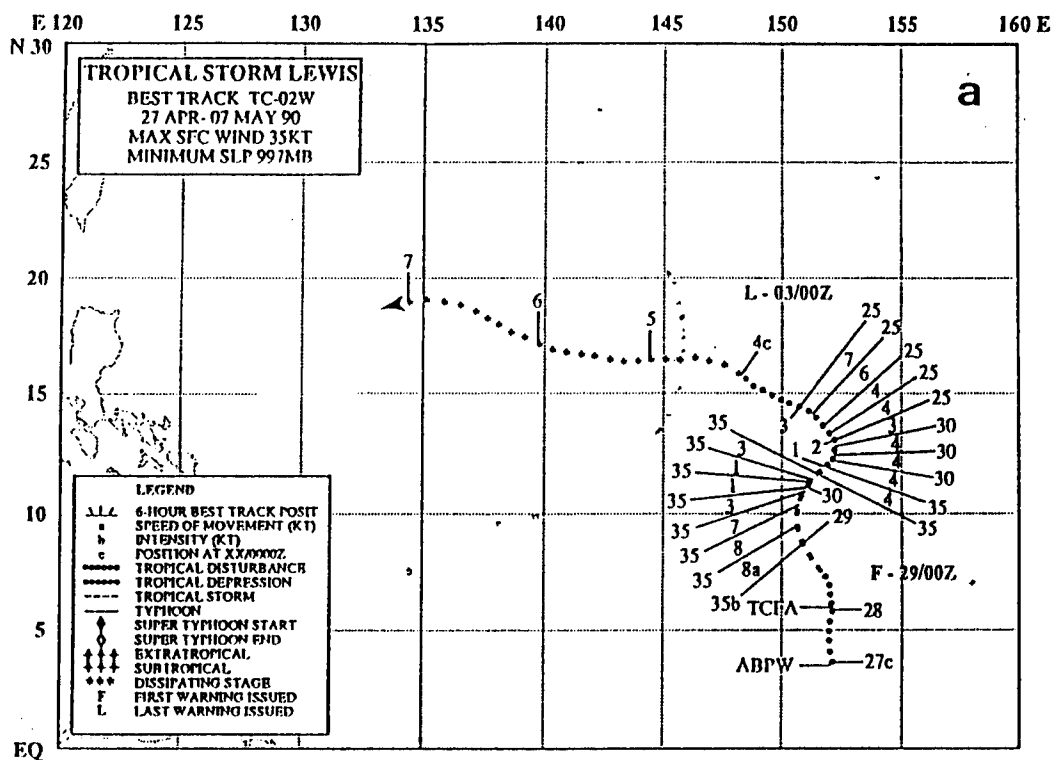 E 120 125 135 140 145 150 155 160 E
N 30
a
TROPICAL STORM LEWIS
BEST TRACK TC-02W
27 APR- 07 MAY 90
MAX SFC WIND 35KT
MINIMUM SLP 997MB
25
20
15
10
5
EQ
7
6
5
4c
L - 03/00Z
25
25
25
25
25
30
30
30
35
35
7
6
4
4
3
4
4
4
4
3
2
1
35
35
35
35
35
35
35
35b
3
1
1
3
7
8
8a
30
29
F - 29/00Z
TCFA
28
ABPW
27c
LEGEND
6-HOUR BEST TRACK POSIT
a SPEED OF MOVEMENT (KT)
b INTENSITY (KT)
c POSITION AT XX/0000Z
TROPICAL DISTURBANCE
TROPICAL DEPRESSION
TROPICAL STORM
TYPHOON
SUPER TYPHOON START
SUPER TYPHOON END
EXTRATROPICAL
SUBTROPICAL
DISSIPATING STAGE
F FIRST WARNING ISSUED
L LAST WARNING ISSUED